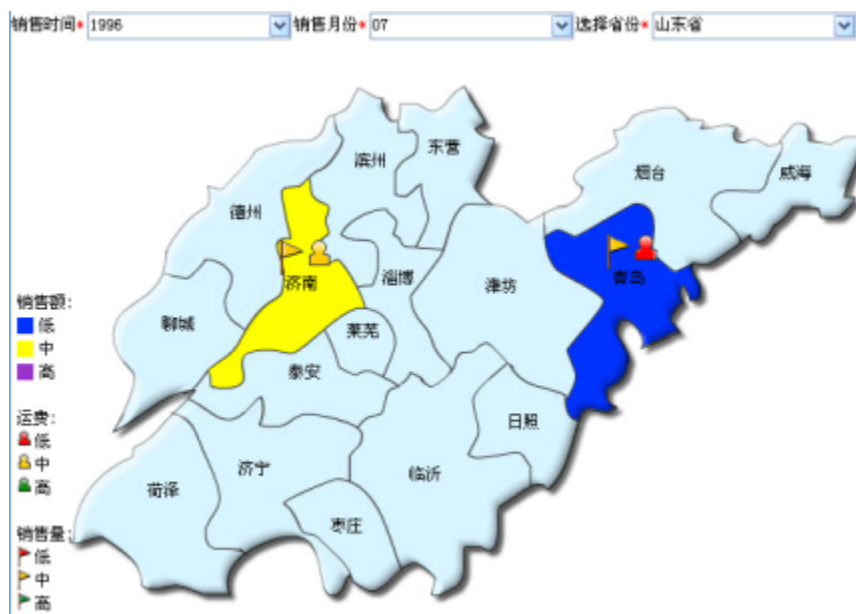 销售时间* 1996 销售月份* 07 选择省份* 山东省
滨州
东营
烟台
威海
德州
济南
淄博
潍坊
青岛
聊城
莱芜
泰安
日照
济宁
临沂
菏泽
枣庄
销售额:
低
中
高
运费:
低
中
高
销售量:
低
中
高